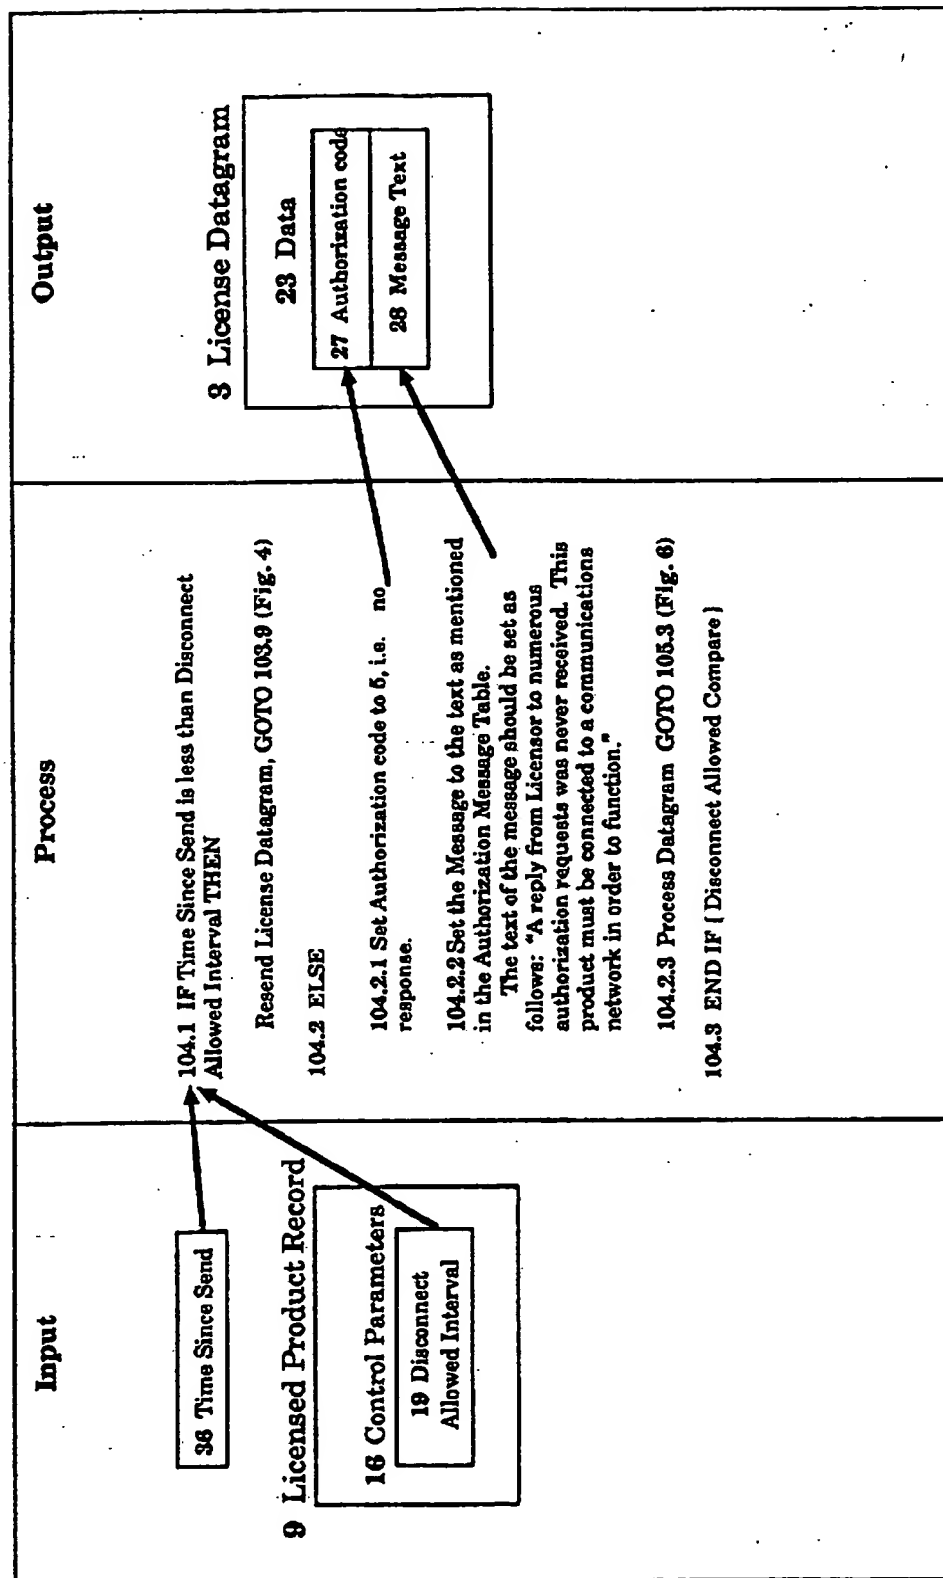 Input
36 Time Since Send
9 Licensed Product Record
16 Control Parameters
19 Disconnect
Allowed Interval
Process
104.1 IF Time Since Send is less than Disconnect
Allowed Interval THEN
Resend License Datagram, GOTO 103.9 (Fig. 4)
104.2 ELSE
104.2.1 Set Authorization code to 5, i.e. no
response.
104.2.2 Set the Message to the text as mentioned
in the Authorization Message Table.
The text of the message should be set as
follows: "A reply from Licensor to numerous
authorization requests was never received. This
product must be connected to a communications
network in order to function."
104.2.3 Process Datagram GOTO 105.3 (Fig. 6)
104.3 END IF { Disconnect Allowed Compare }
Output
3 License Datagram
23 Data
27 Authorization code
28 Message Text